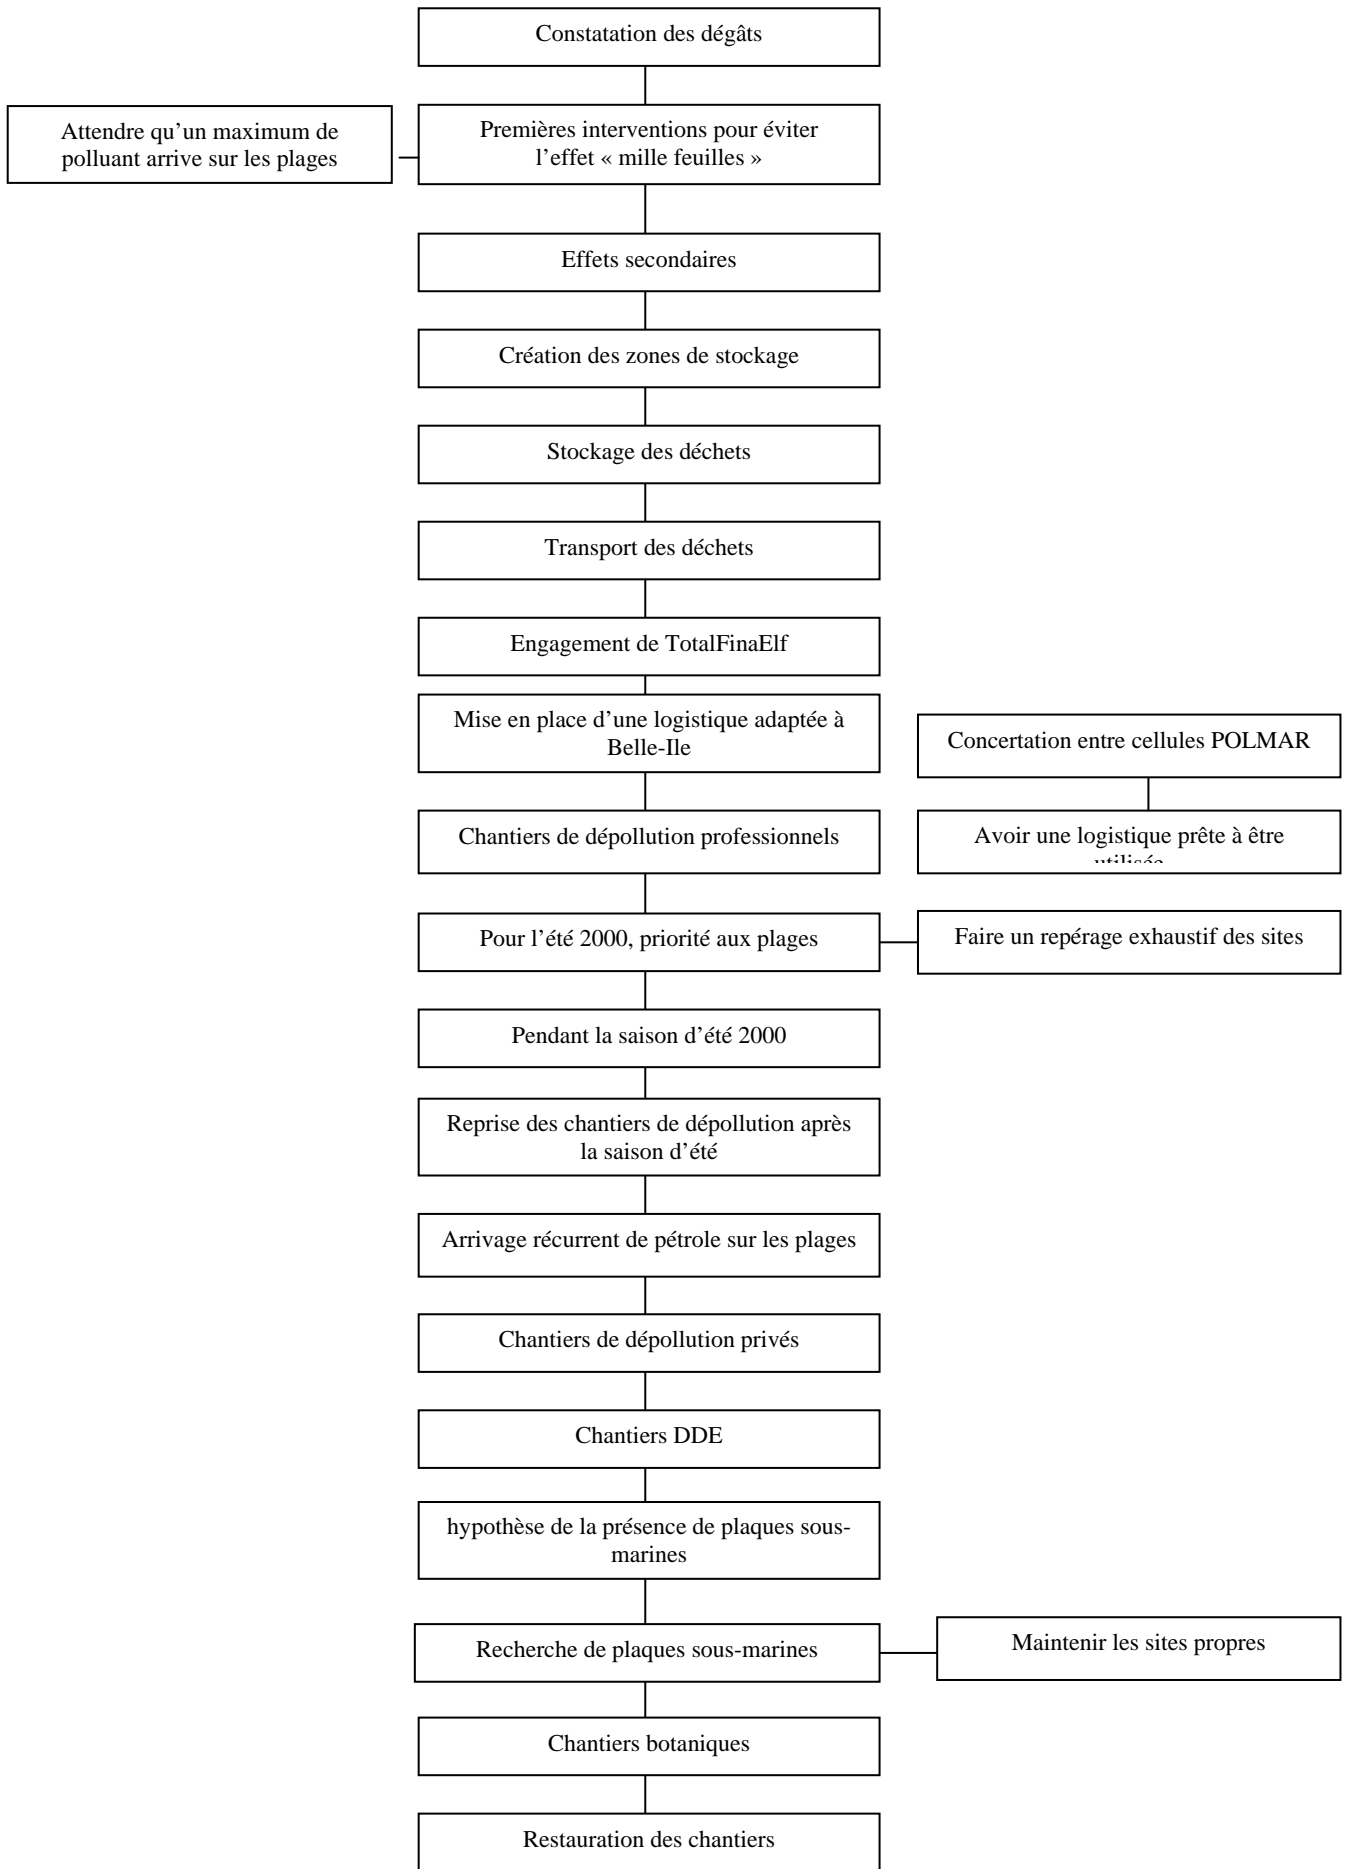 Constatation des dégâts
Attendre qu’un maximum de
polluant arrive sur les plages
Premières interventions pour éviter
l’effet « mille feuilles »
Effets secondaires
Création des zones de stockage
Stockage des déchets
Transport des déchets
Engagement de TotalFinaElf
Mise en place d’une logistique adaptée à
Belle-Ile
Concertation entre cellules POLMAR
Chantiers de dépollution professionnels
Avoir une logistique prête à être
utilisée
Pour l’été 2000, priorité aux plages
Faire un repérage exhaustif des sites
Pendant la saison d’été 2000
Reprise des chantiers de dépollution après
la saison d’été
Arrivage récurrent de pétrole sur les plages
Chantiers de dépollution privés
Chantiers DDE
hypothèse de la présence de plaques sous-
marines
Recherche de plaques sous-marines
Maintenir les sites propres
Chantiers botaniques
Restauration des chantiers